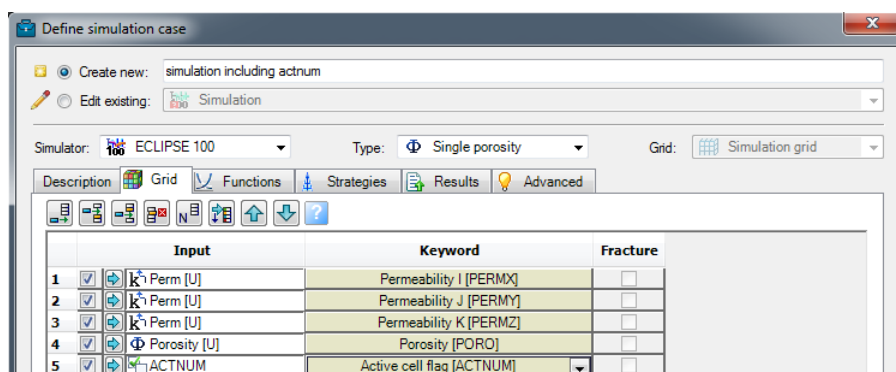 Define simulation case
Create new: simulation including actnum
Edit existing: 100 Simulation
Simulator: 100 ECLIPSE 100 Type: Φ Single porosity Grid: Simulation grid
Description Grid Functions Strategies Results Advanced
N ?
Input Keyword Fracture
1 k Perm [U] Permeability I [PERMX]
2 k Perm [U] Permeability J [PERMY]
3 k Perm [U] Permeability K [PERMZ]
4 Φ Porosity [U] Porosity [PORO]
5 ACTNUM Active cell flag [ACTNUM]